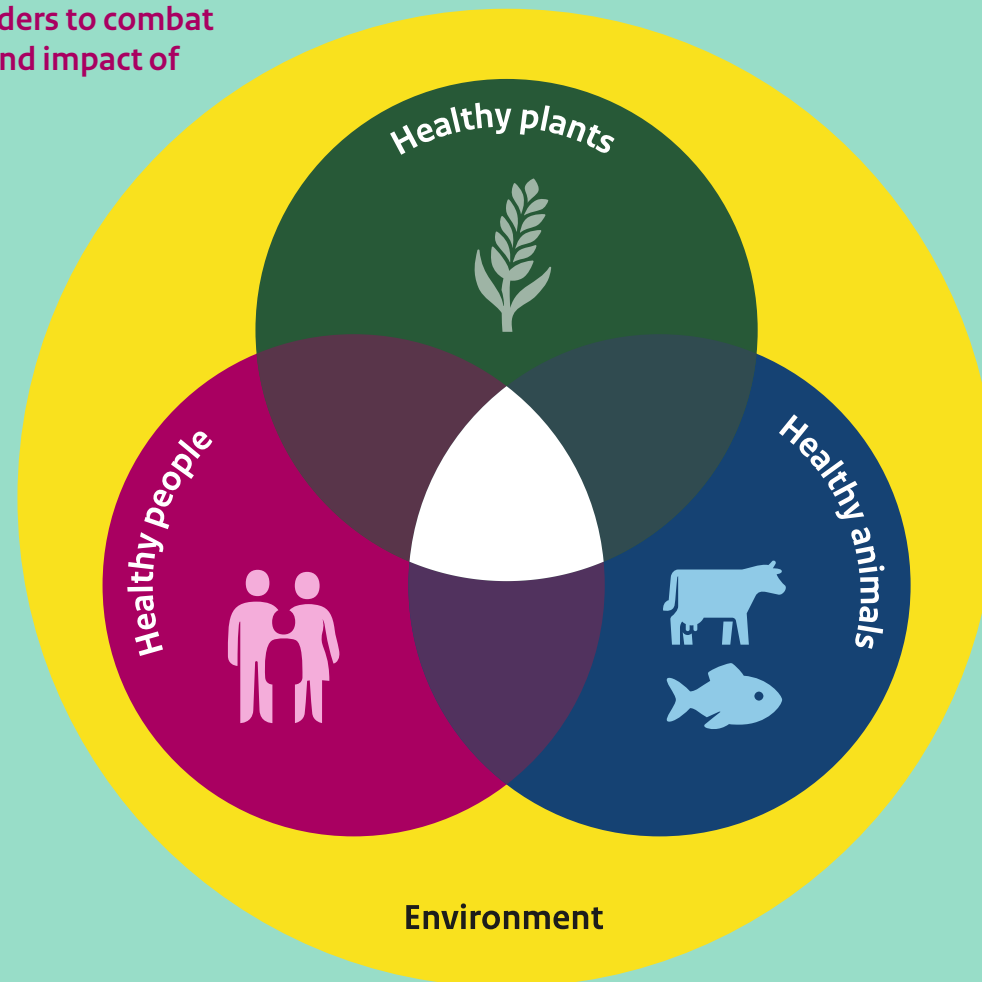 ders to combat
nd impact of
Healthy plants
Healthy people
Healthy animals
Environment